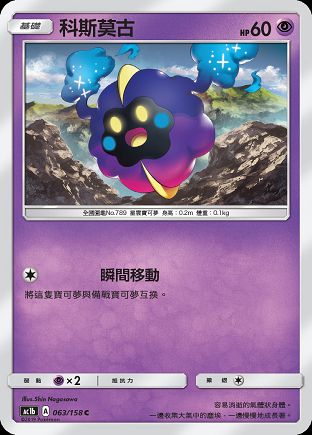 基礎 科斯莫古 HP60
全國圖鑑No.789 星雲寶可夢 身高：0.2m 體重：0.1kg
瞬間移動
將這隻寶可夢與備戰寶可夢互換。
弱點 ×2 抵抗力 撤退
Illus.Shin Nagasawa
AC1b A 063/158 C
©2019 Pokémon
容易消逝的氣體狀身體。
一邊收集大氣中的塵埃，一邊慢慢地成長著。